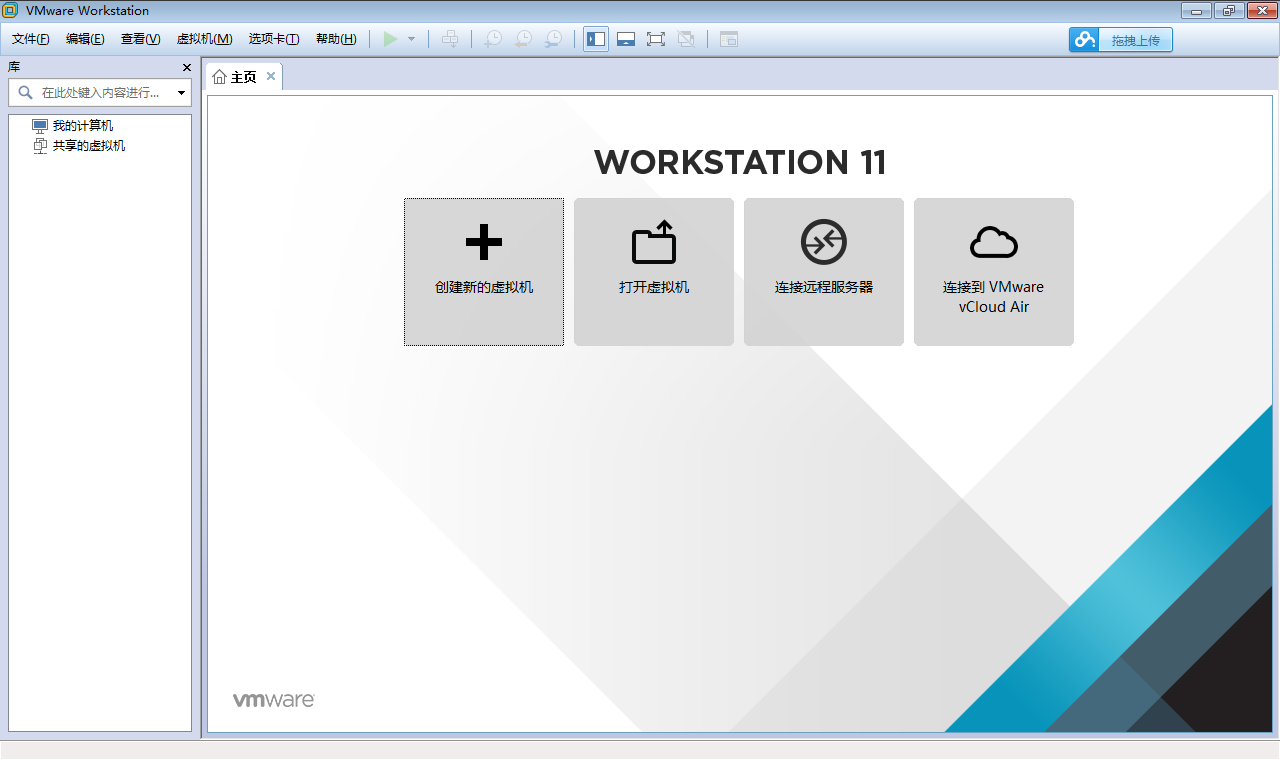 VMware Workstation
文件(F) 编辑(E) 查看(V) 虚拟机(M) 选项卡(T) 帮助(H)
拖拽上传
库
主页
在此处键入内容进行...
我的计算机
共享的虚拟机
WORKSTATION 11
创建新的虚拟机
打开虚拟机
连接远程服务器
连接到 VMware
vCloud Air
vmware